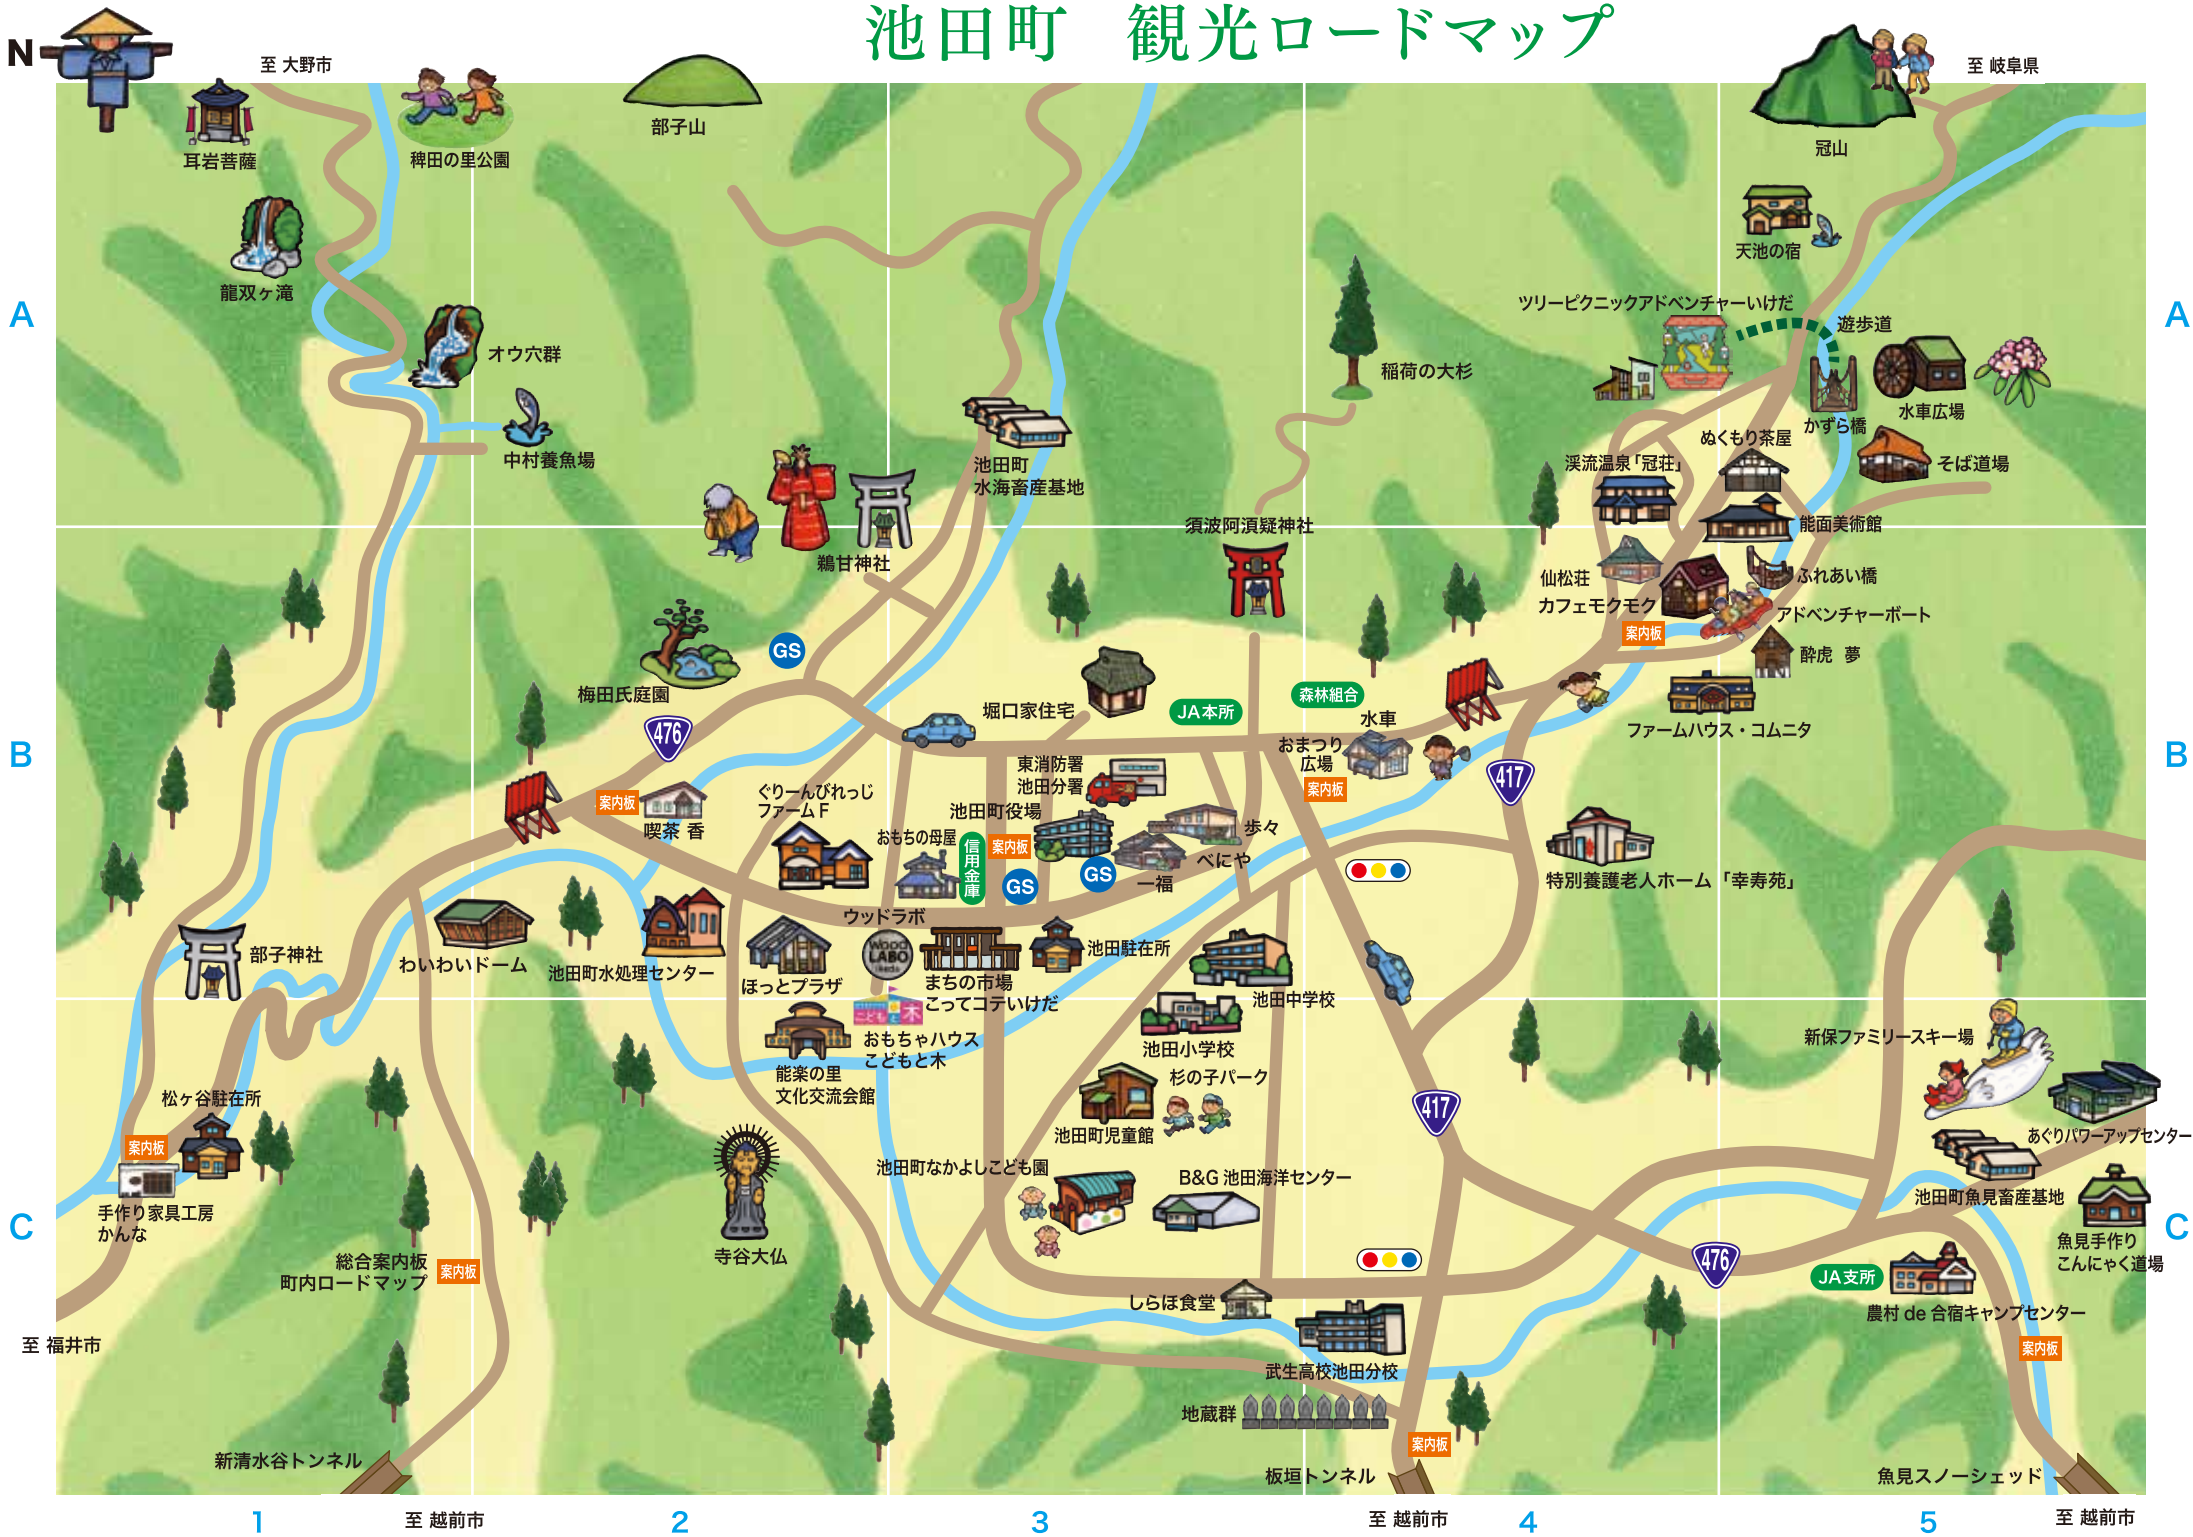 池田町 観光ロードマップ
N
至 大野市
至 岐阜県
耳岩菩薩
稗田の里公園
部子山
冠山
天池の宿
龍双ヶ滝
A
オウ穴群
中村養魚場
ツリーピクニックアドベンチャーいけだ
遊歩道
A
稲荷の大杉
かずら橋
水車広場
ぬくもり茶屋
渓流温泉「冠荘」
そば道場
池田町
水海畜産基地
須波阿湏疑神社
能面美術館
鵜甘神社
仙松荘
ふれあい橋
カフェモクモク
アドベンチャーボート
案内板
酔虎 夢
GS
梅田氏庭園
476
堀口家住宅
JA本所
森林組合
水車
おまつり
広場
案内板
ファームハウス・コムニタ
B
B
417
東消防署
池田分署
案内板
喫茶 香
ぐりーんびれっじ
ファームF
池田町役場
おもちの母屋
信用金庫
案内板
GS
GS
歩々
べにや
一福
特別養護老人ホーム「幸寿苑」
ウッドラボ
Wood
LABO
Ikeda
部子神社
わいわいドーム
池田町水処理センター
ほっとプラザ
まちの市場
こってコテいけだ
池田駐在所
池田中学校
こどもと木
おもちゃハウス
こどもと木
能楽の里
文化交流会館
池田小学校
杉の子パーク
池田町児童館
新保ファミリースキー場
あぐりパワーアップセンター
417
松ヶ谷駐在所
案内板
手作り家具工房
かんな
C
C
池田町なかよしこども園
B&G 池田海洋センター
池田町魚見畜産基地
魚見手作り
こんにゃく道場
寺谷大仏
総合案内板
町内ロードマップ
案内板
476
JA支所
農村 de 合宿キャンプセンター
しらほ食堂
至 福井市
案内板
武生高校池田分校
地蔵群
案内板
新清水谷トンネル
板垣トンネル
魚見スノーシェッド
1
至 越前市
2
3
至 越前市
4
5
至 越前市